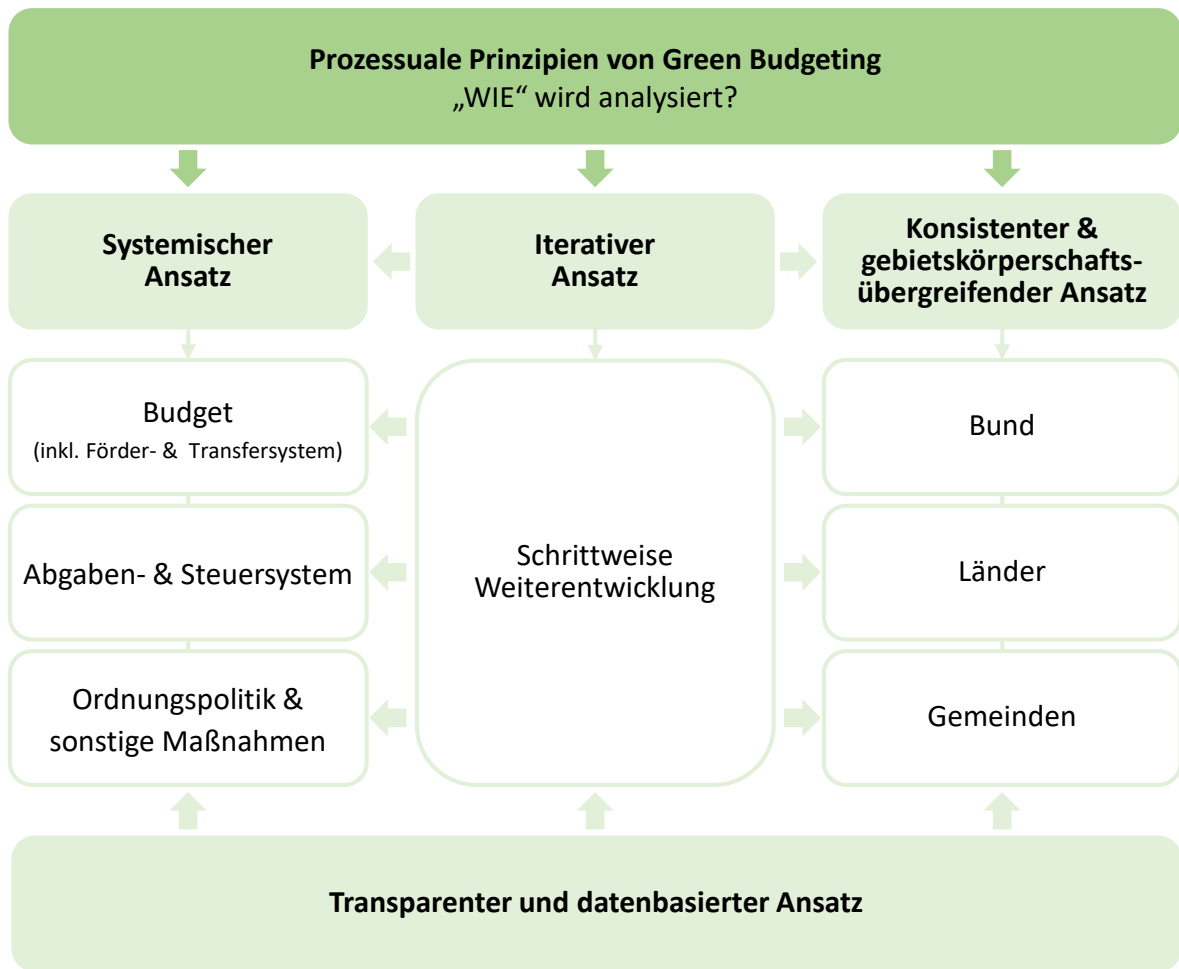 Prozessuale Prinzipien von Green Budgeting
„WIE“ wird analysiert?
Systemischer
Ansatz
Iterativer
Ansatz
Konsistenter &
gebietskörperschafts-
übergreifender Ansatz
Budget
(inkl. Förder- & Transfersystem)
Abgaben- & Steuersystem
Ordnungspolitik &
sonstige Maßnahmen
Schrittweise
Weiterentwicklung
Bund
Länder
Gemeinden
Transparenter und datenbasierter Ansatz